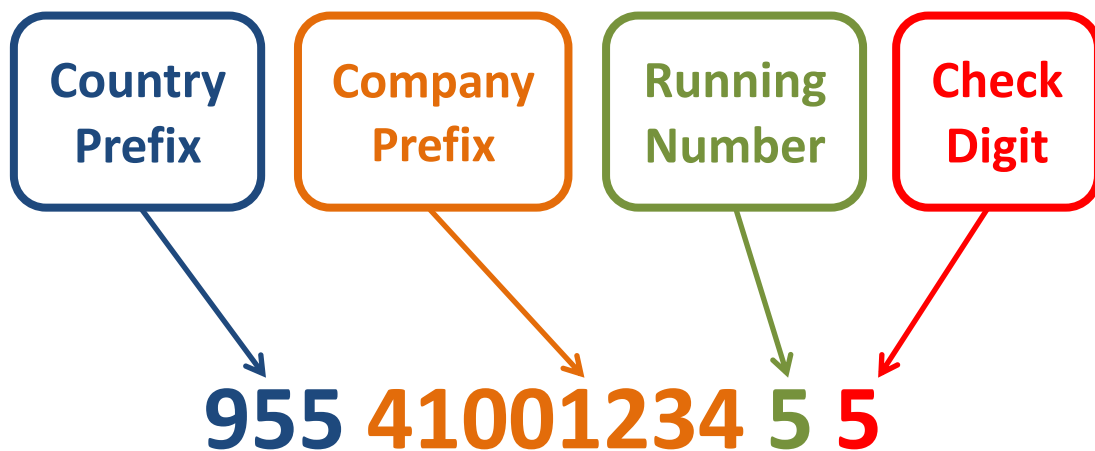 Country
Prefix
Company
Prefix
Running
Number
Check
Digit
955 41001234 5 5